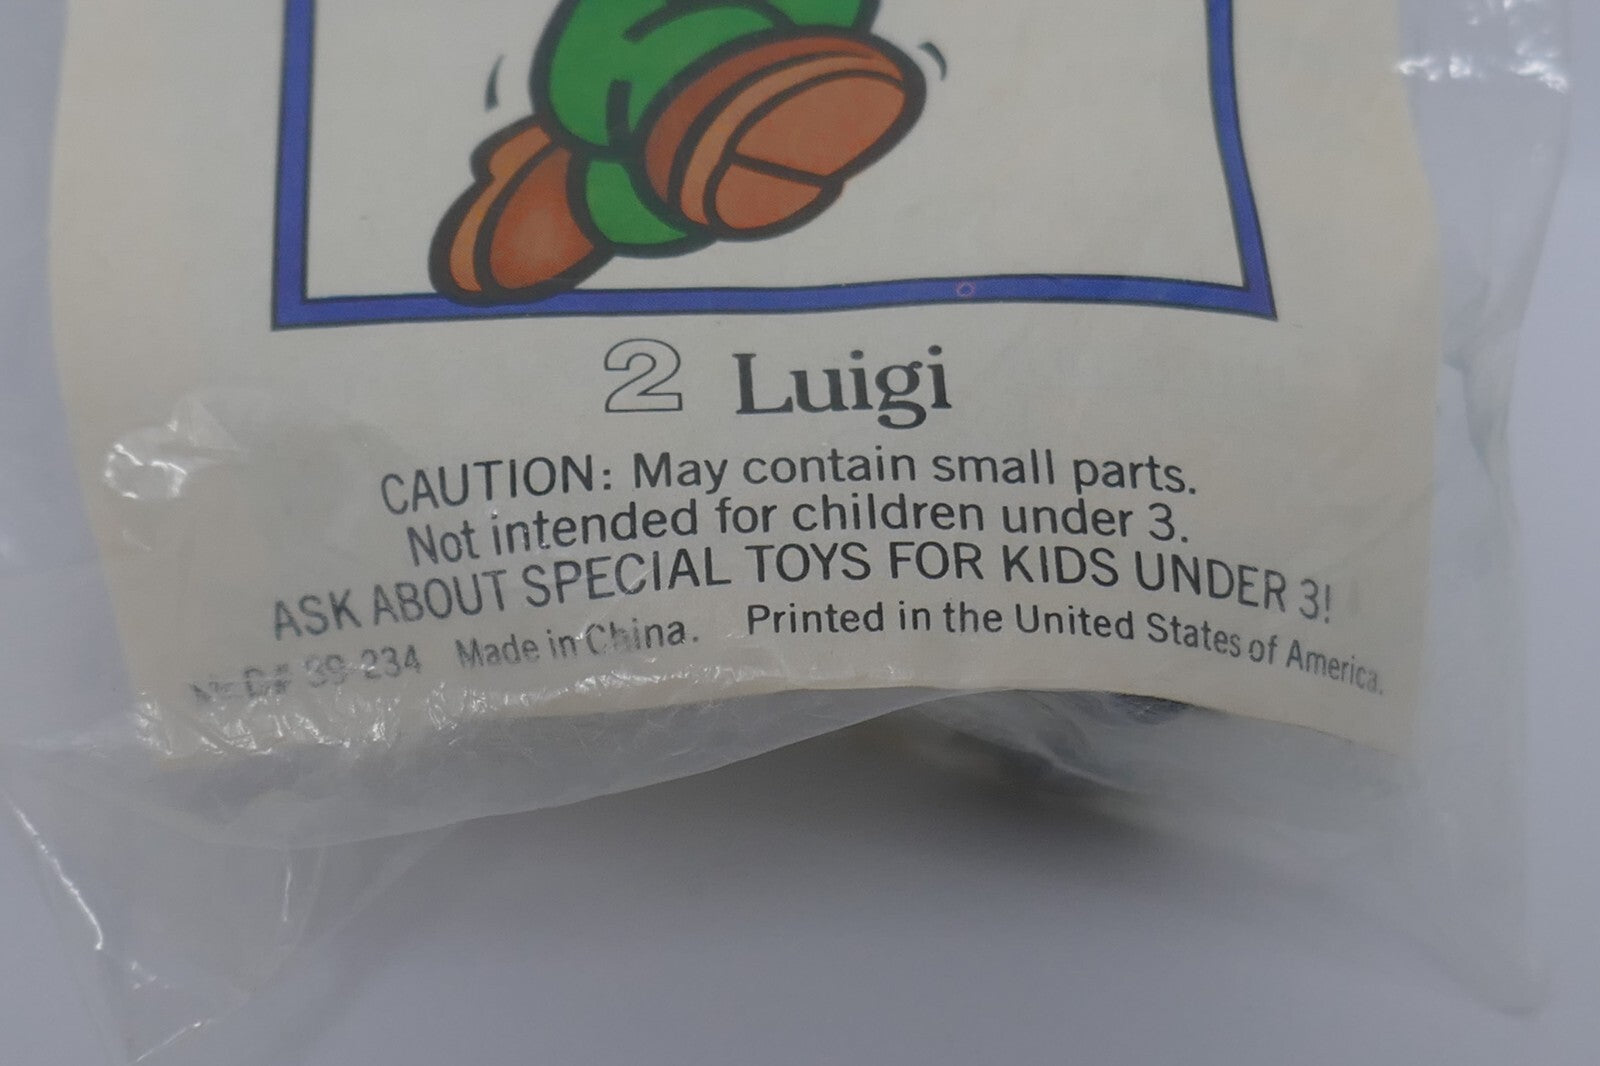 2 Luigi
CAUTION: May contain small parts.
Not intended for children under 3.
ASK ABOUT SPECIAL TOYS FOR KIDS UNDER 3!
39-234 Made in China. Printed in the United States of America.